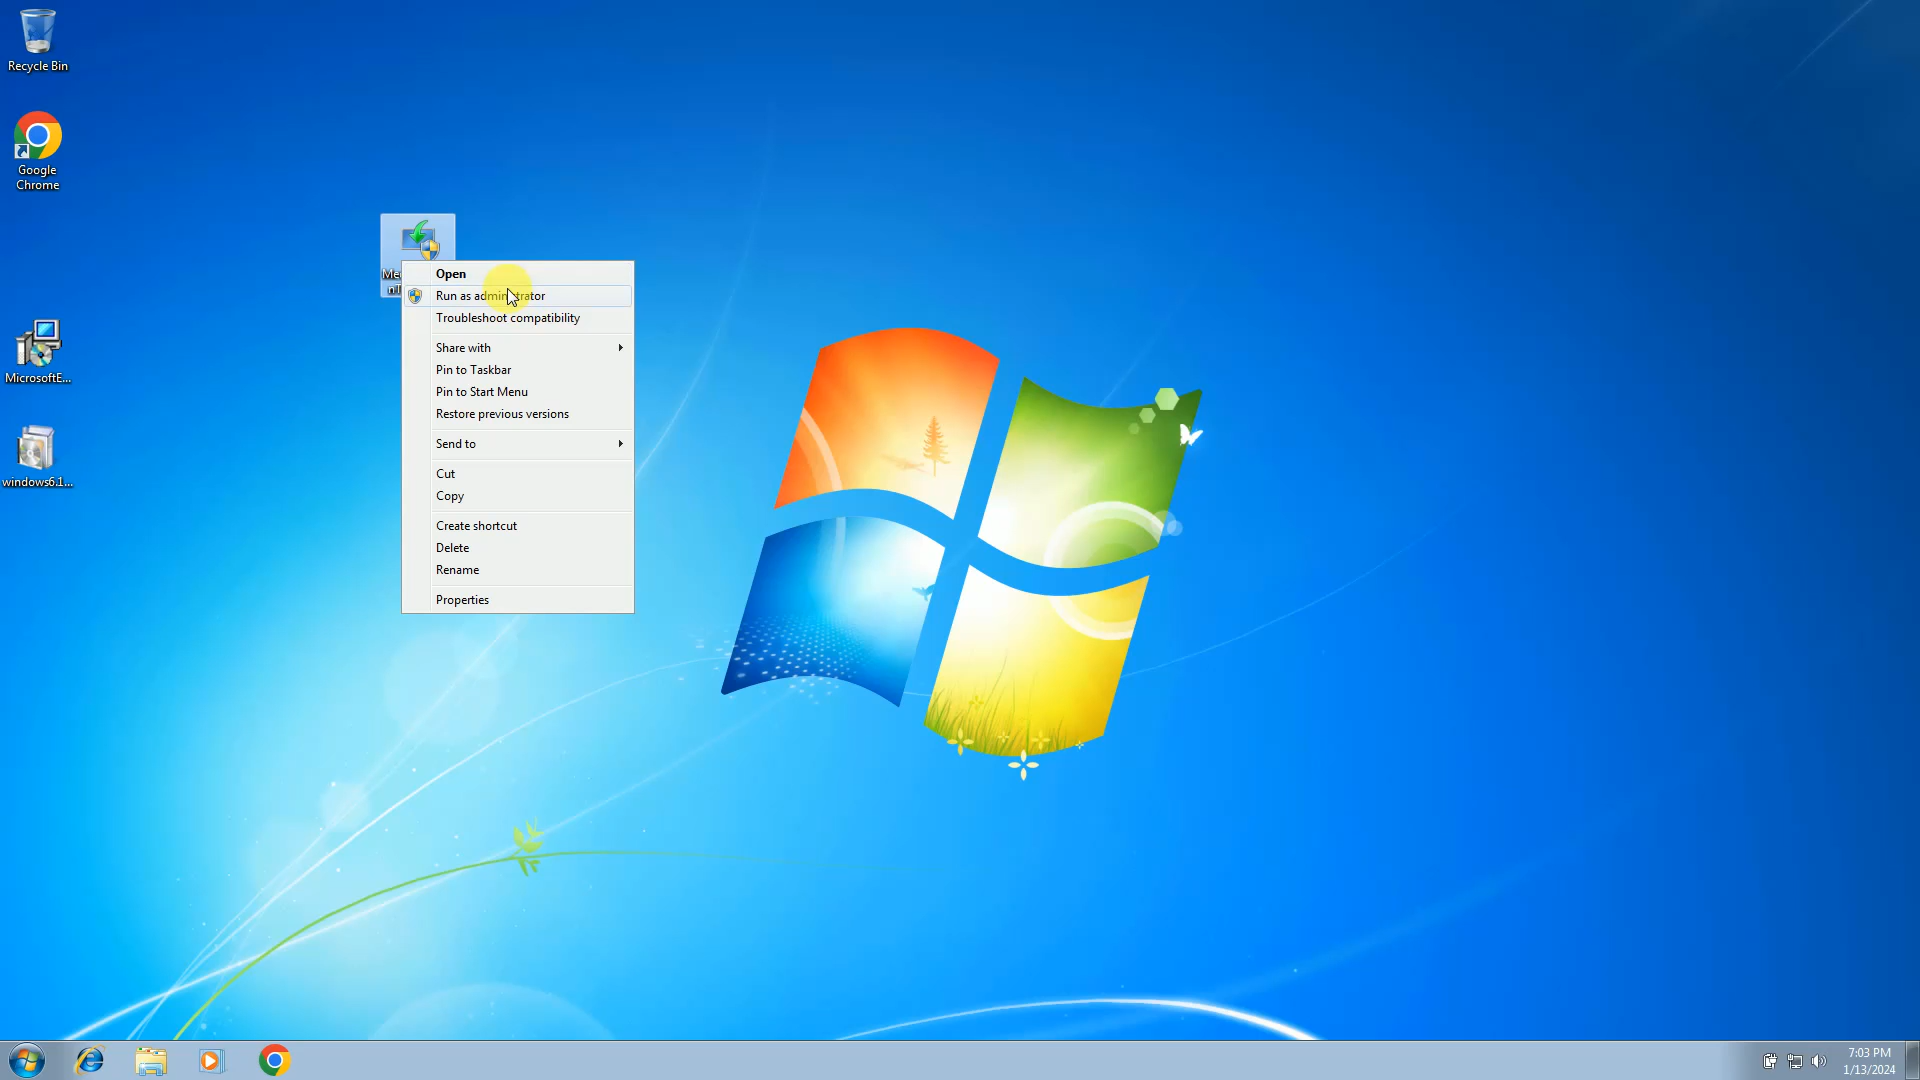 Recycle Bin
Google
Chrome
MicrosoftE...
windows6.1...
Open
Run as administrator
Troubleshoot compatibility
Share with
Pin to Taskbar
Pin to Start Menu
Restore previous versions
Send to
Cut
Copy
Create shortcut
Delete
Rename
Properties
7:03 PM
1/13/2024